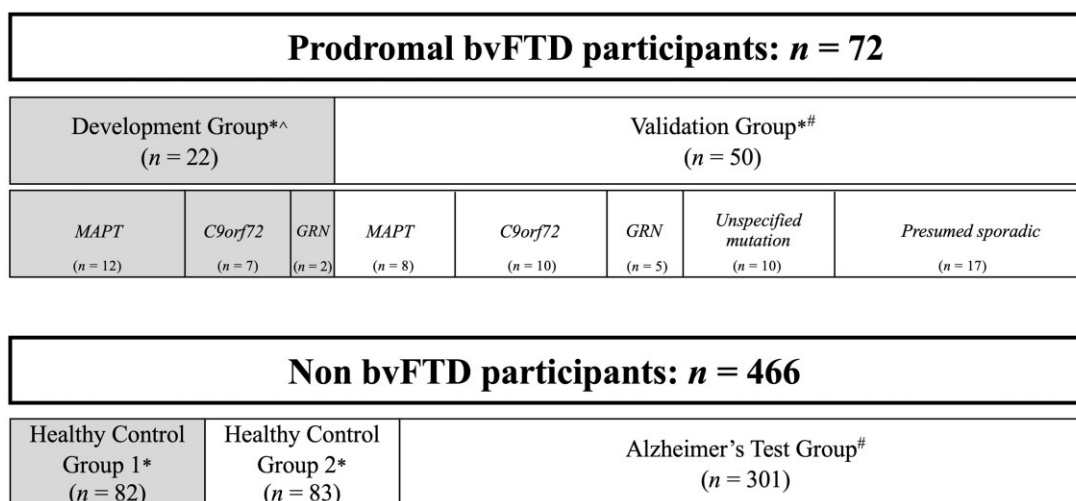 Prodromal bvFTD participants: n = 72
Development Group*^
(n = 22)
Validation Group*#
(n = 50)
MAPT
(n = 12)
C9orf72
(n = 7)
GRN
(n = 2)
MAPT
(n = 8)
C9orf72
(n = 10)
GRN
(n = 5)
Unspecified
mutation
(n = 10)
Presumed sporadic
(n = 17)
Non bvFTD participants: n = 466
Healthy Control
Group 1*
(n = 82)
Healthy Control
Group 2*
(n = 83)
Alzheimer’s Test Group#
(n = 301)